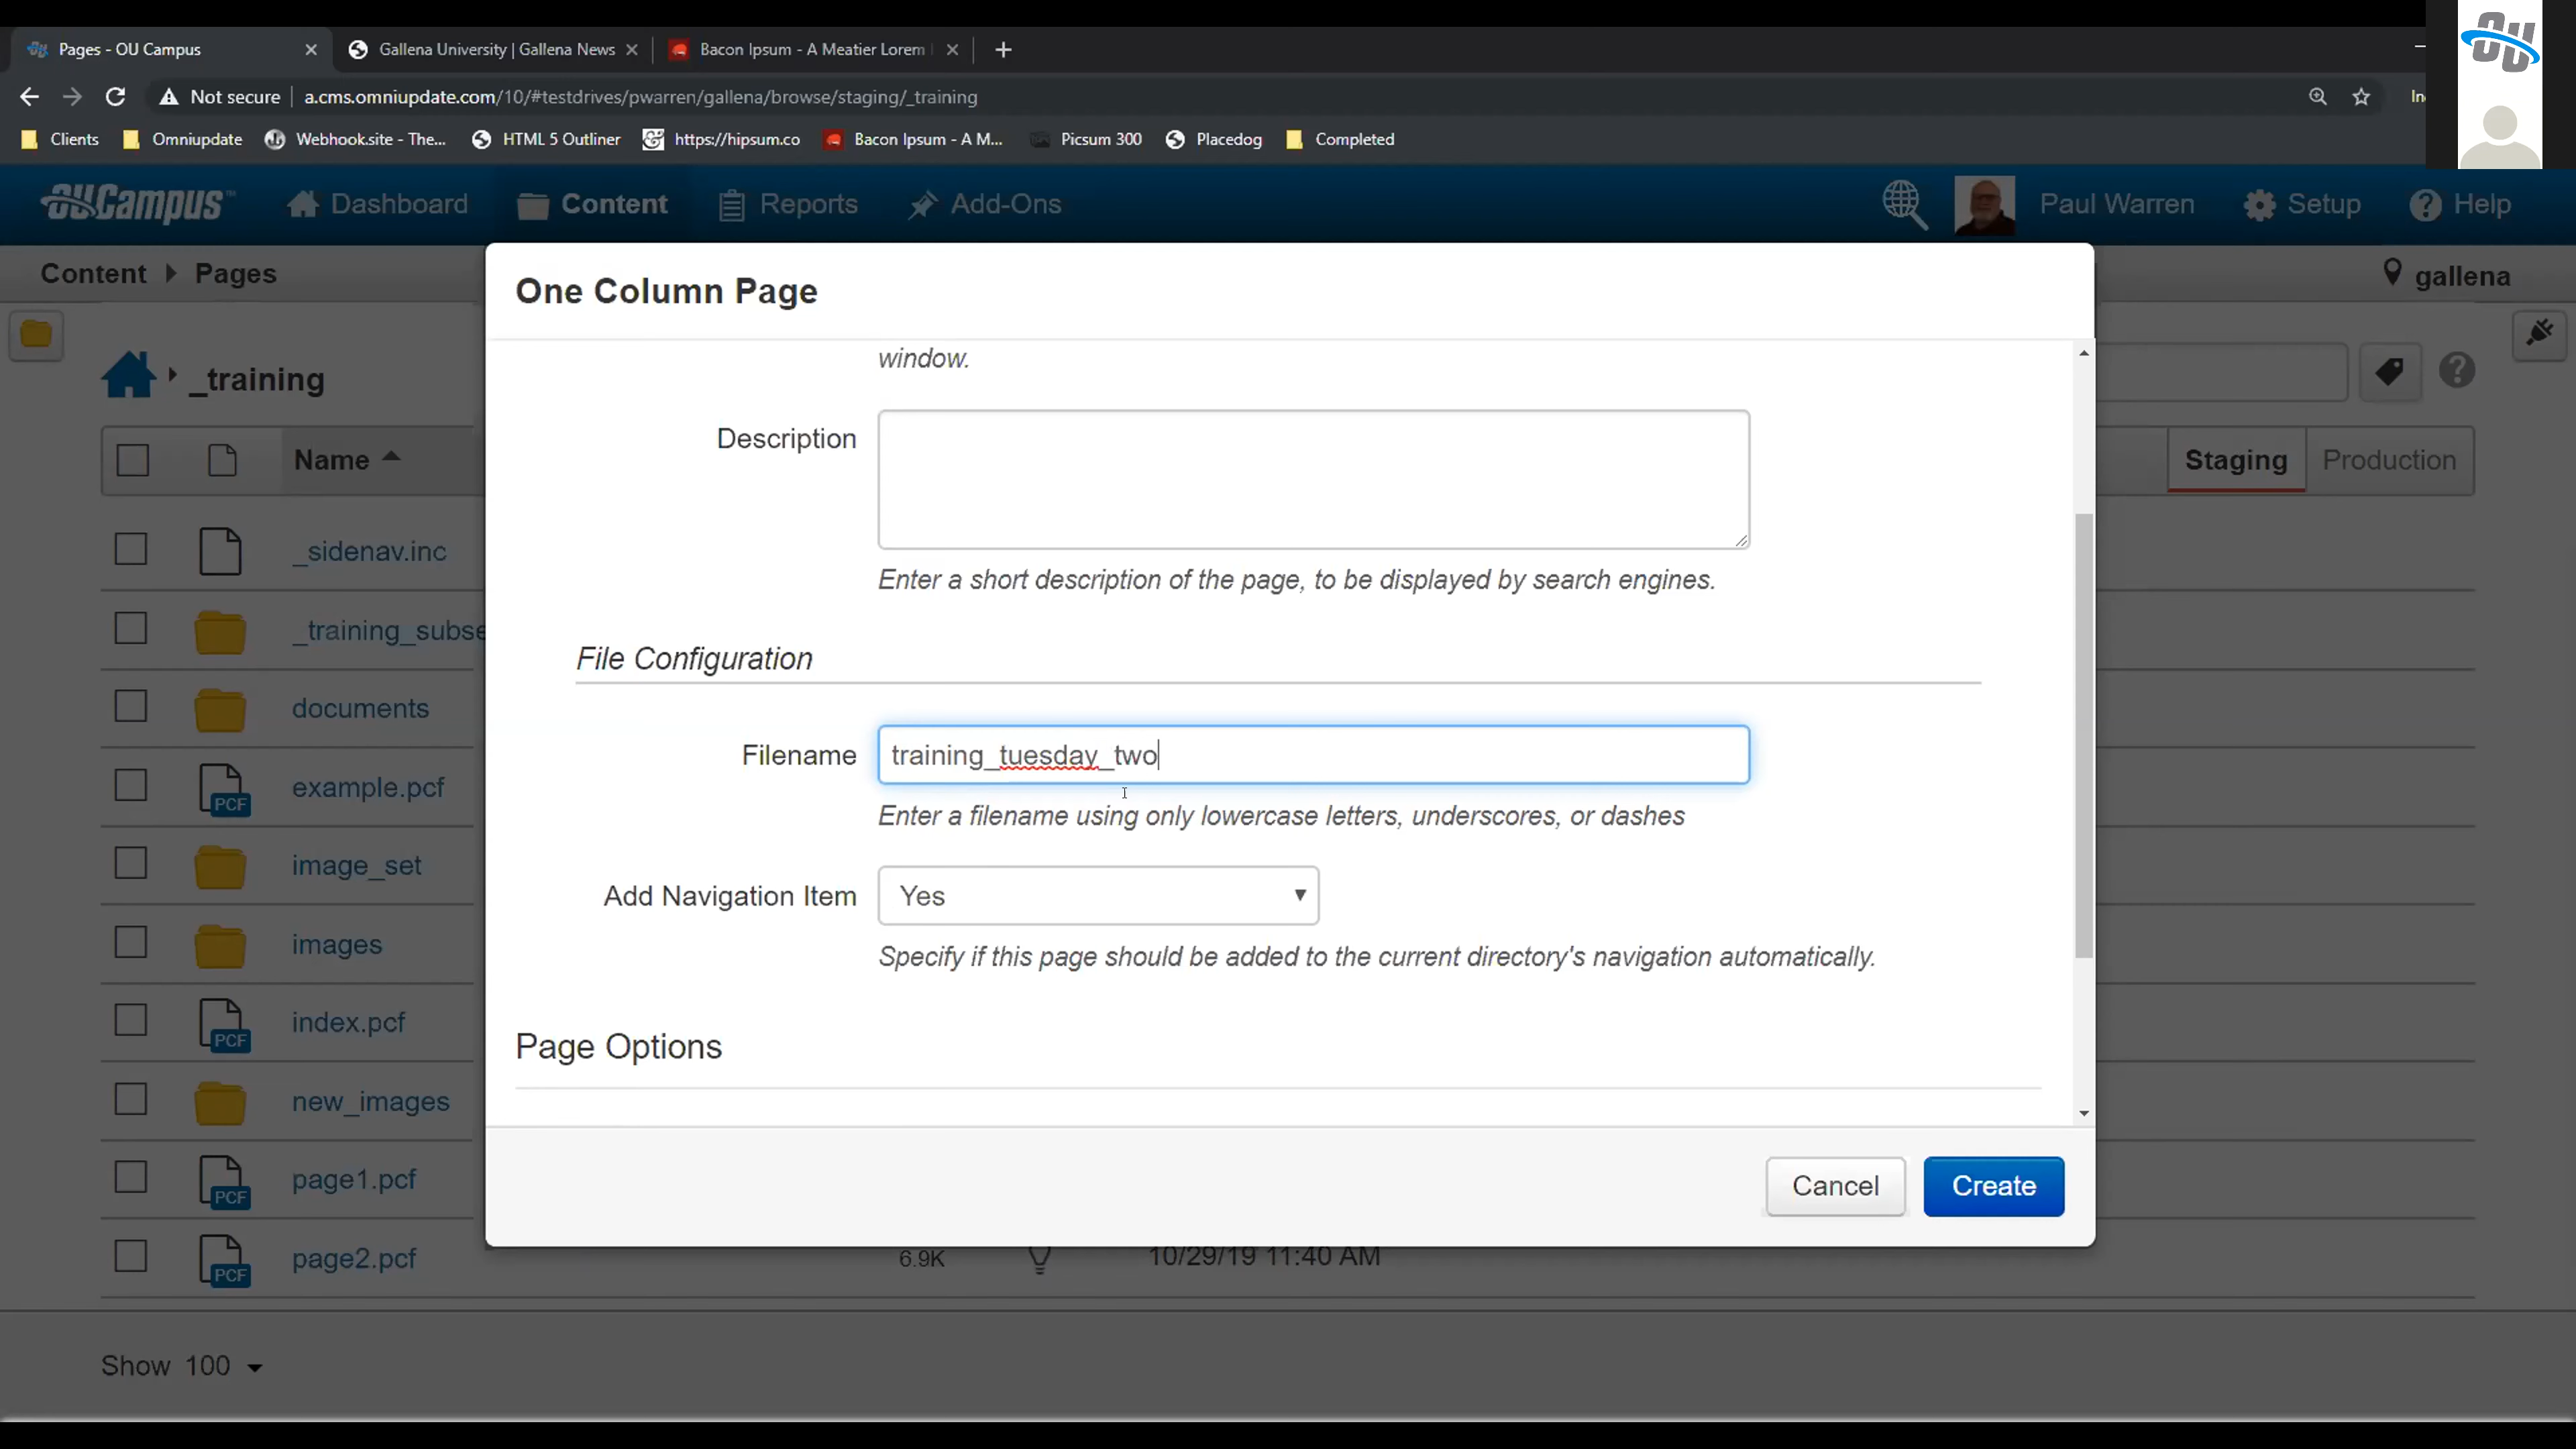 Pages - OU Campus
Gallena University | Gallena News
Bacon Ipsum - A Meatier Lorem
Not secure
a.cms.omniupdate.com/10/#testdrives/pwarren/gallena/browse/staging/_training
Clients
Omniupdate
Webhook.site - The...
HTML 5 Outliner
https://hipsum.co
Bacon Ipsum - A M...
Picsum 300
Placedog
Completed
OU
OUCampus™
Dashboard
Content
Reports
Add-Ons
Paul Warren
Setup
Help
Content
Pages
gallena
One Column Page
_training
window.
Description
Name
Staging
Production
_sidenav.inc
Enter a short description of the page, to be displayed by search engines.
_training_subse
File Configuration
documents
Filename
training_tuesday_two
example.pcf
PCF
Enter a filename using only lowercase letters, underscores, or dashes
image_set
Add Navigation Item
Yes
images
Specify if this page should be added to the current directory's navigation automatically.
index.pcf
PCF
Page Options
new_images
page1.pcf
PCF
Cancel
Create
page2.pcf
PCF
6.9K
10/29/19 11:40 AM
Show 100